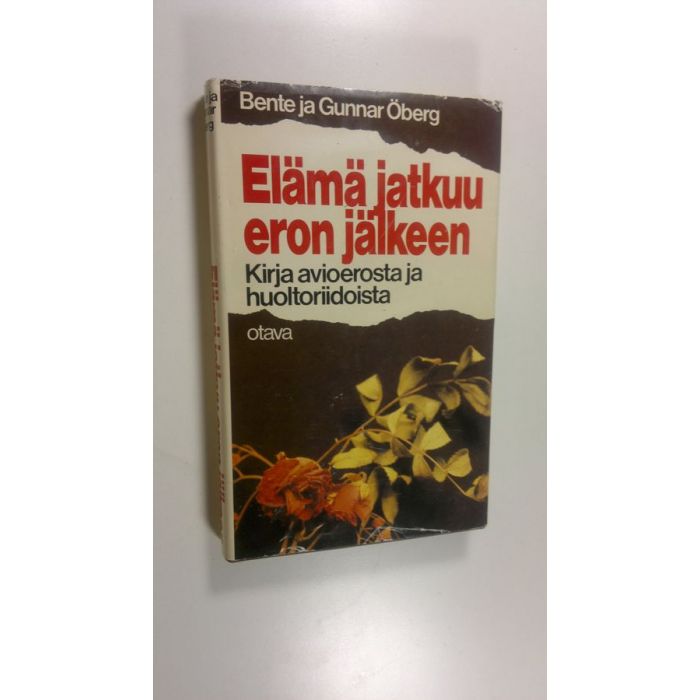 Bente ja Gunnar Öberg
Elämä jatkuu
eron jälkeen
Kirja avioerosta ja
huoltoriidoista
otava